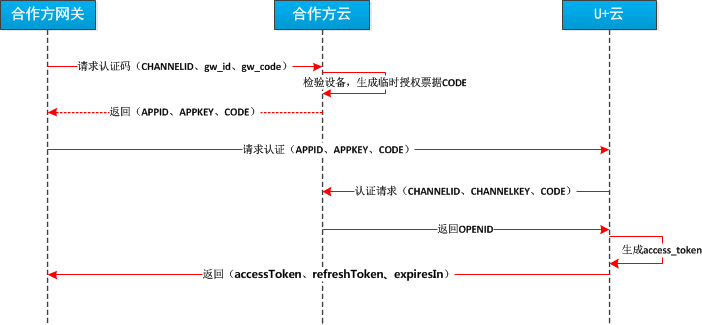 合作方网关
合作方云
U+云
请求认证码（CHANNELID、gw_id、gw_code）
检验设备，生成临时授权票据CODE
返回（APPID、APPKEY、CODE）
请求认证（APPID、APPKEY、CODE）
认证请求（CHANNELID、CHANNELKEY、CODE）
返回OPENID
生成access_token
返回（accessToken、refreshToken、expiresIn）